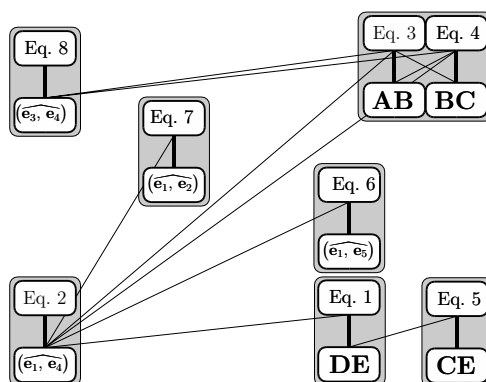 Eq. 3 Eq. 4
Eq. 8
AB BC
(e₃, e₄)
Eq. 7
(e₁, e₂)
Eq. 6
(e₁, e₅)
Eq. 2 Eq. 1 Eq. 5
(e₁, e₄) DE CE